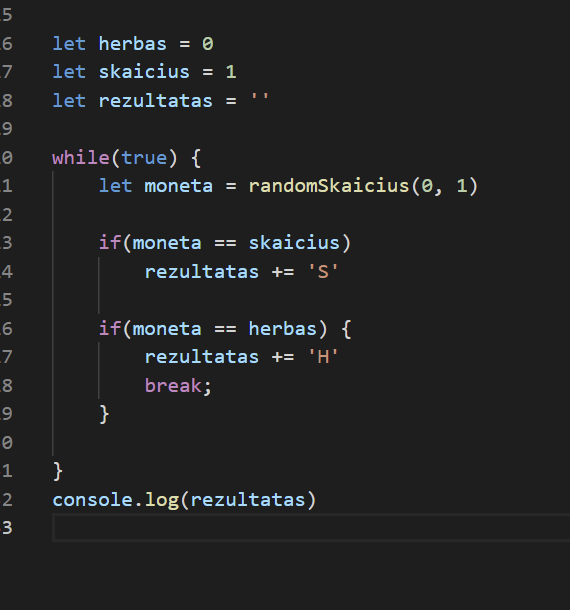 5
6 let herbas = 0
7 let skaicius = 1
8 let rezultatas = ''
9
0 while(true) {
1 let moneta = randomSkaicius(0, 1)
2
3 if(moneta == skaicius)
4 rezultatas += 'S'
5
6 if(moneta == herbas) {
7 rezultatas += 'H'
8 break;
9 }
0
1 }
2 console.log(rezultatas)
3